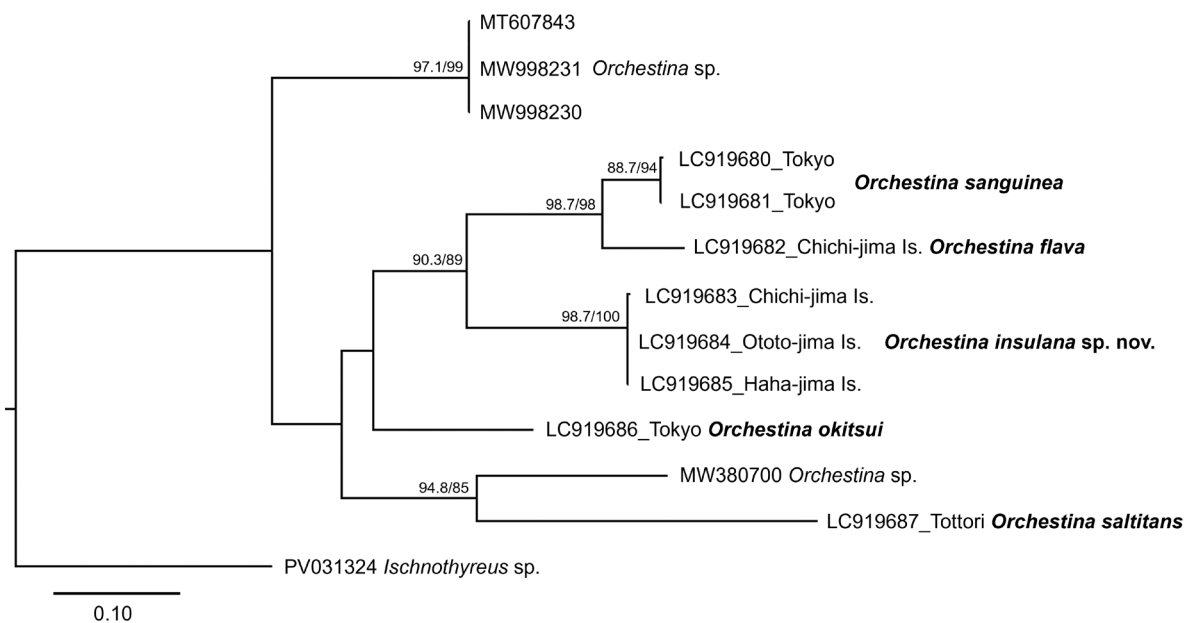 MT607843
97.1/99
MW998231 Orchestina sp.
MW998230
LC919680_Tokyo
88.7/94
Orchestina sanguinea
LC919681_Tokyo
98.7/98
LC919682_Chichi-jima Is. Orchestina flava
90.3/89
LC919683_Chichi-jima Is.
98.7/100
LC919684_Ototo-jima Is. Orchestina insulana sp. nov.
LC919685_Haha-jima Is.
LC919686_Tokyo Orchestina okitsui
MW380700 Orchestina sp.
94.8/85
LC919687_Tottori Orchestina saltitans
PV031324 Ischnothyreus sp.
0.10